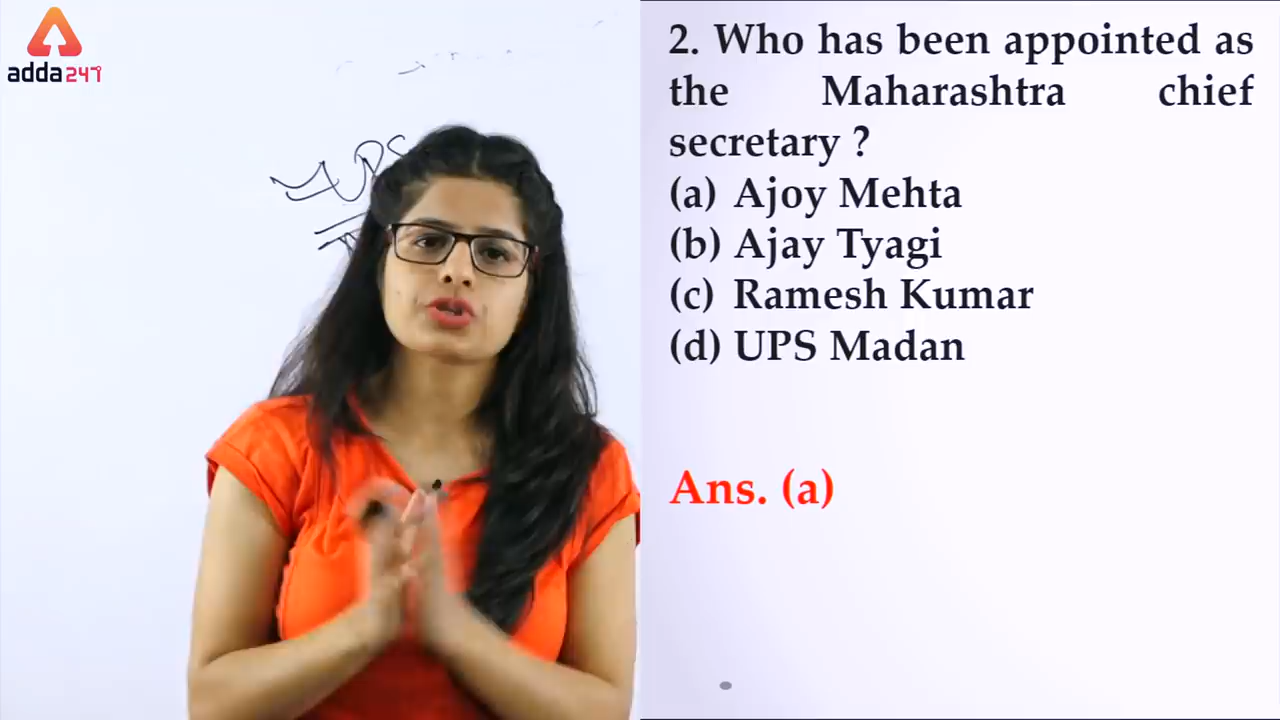 adda247
2. Who has been appointed as
the Maharashtra chief
secretary ?
(a) Ajoy Mehta
(b) Ajay Tyagi
(c) Ramesh Kumar
(d) UPS Madan
Ans. (a)